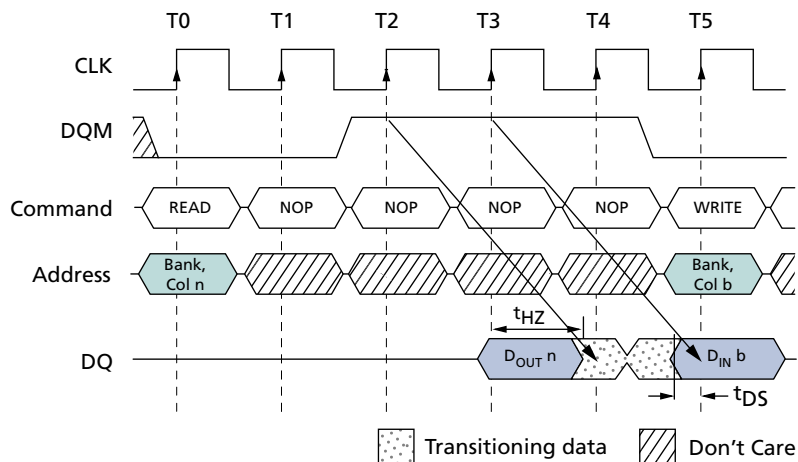 T0 T1 T2 T3 T4 T5
CLK
DQM
Command READ NOP NOP NOP NOP WRITE
Address Bank, Col n Bank, Col b
tHZ
DQ DOUT n DIN b
tDS
Transitioning data Don't Care